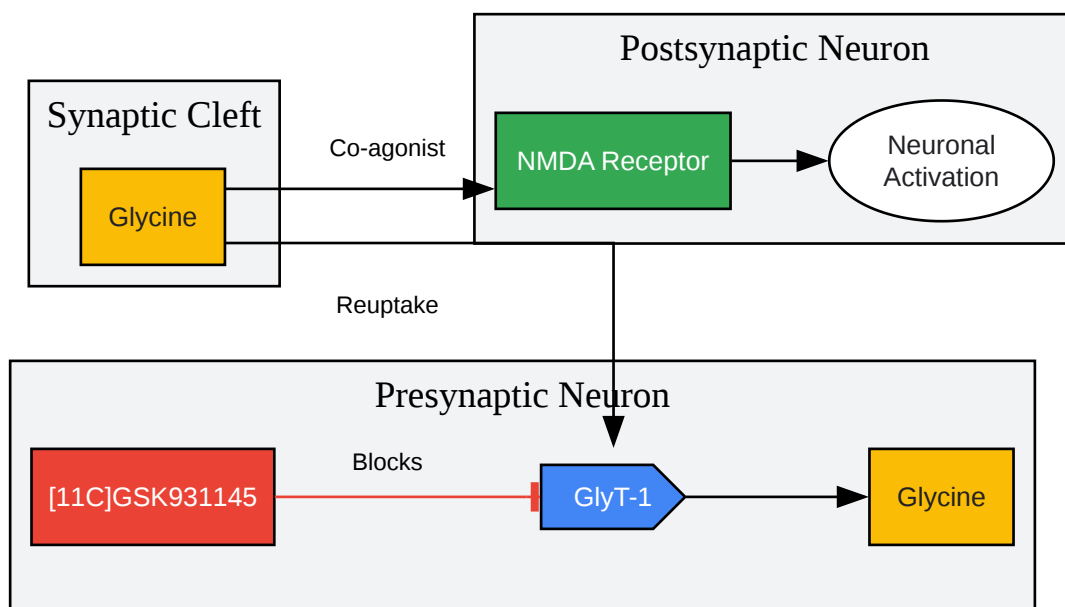 Postsynaptic Neuron
Synaptic Cleft
Co-agonist
NMDA Receptor
Neuronal
Activation
Glycine
Reuptake
Presynaptic Neuron
Blocks
[11C]GSK931145
GlyT-1
Glycine